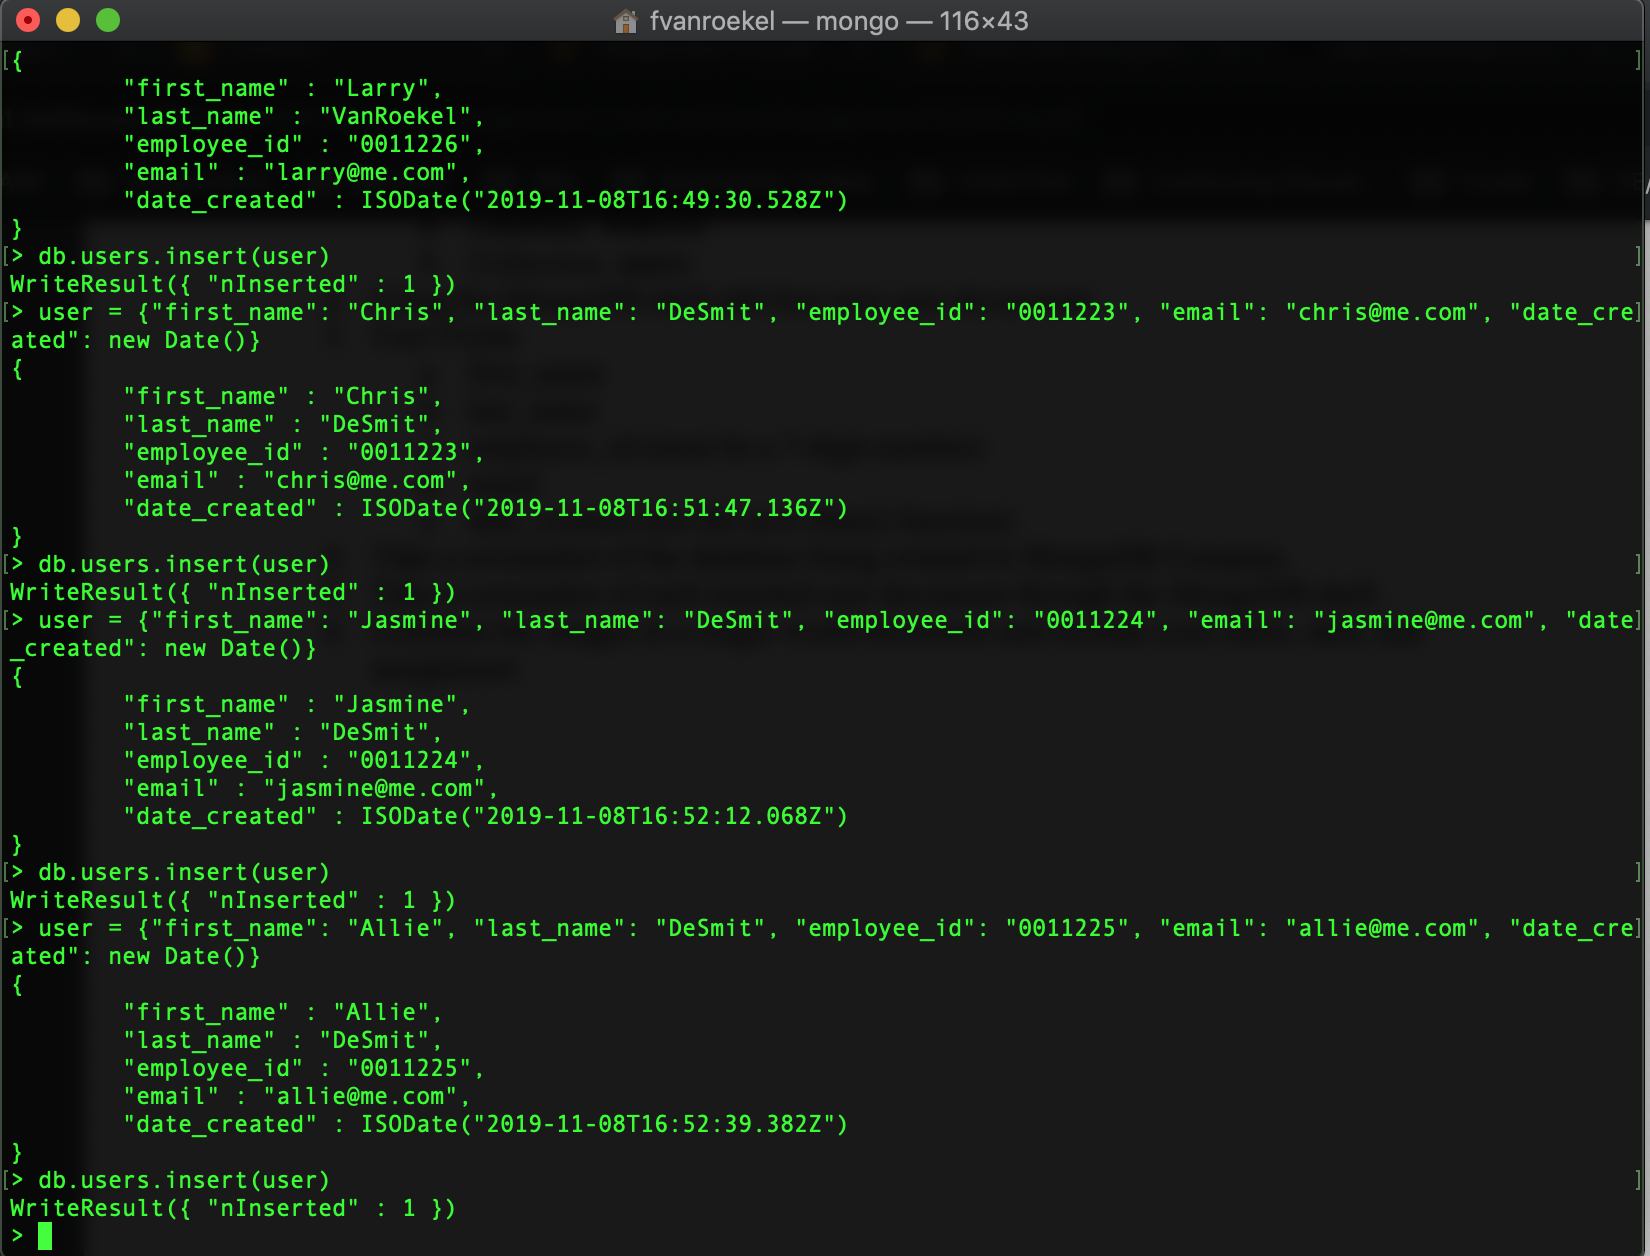 fvanroekel — mongo — 116×43
{
"first_name" : "Larry",
"last_name" : "VanRoekel",
"employee_id" : "0011226",
"email" : "larry@me.com",
"date_created" : ISODate("2019-11-08T16:49:30.528Z")
}
> db.users.insert(user)
WriteResult({ "nInserted" : 1 })
> user = {"first_name": "Chris", "last_name": "DeSmit", "employee_id": "0011223", "email": "chris@me.com", "date_cre
ated": new Date()}
{
"first_name" : "Chris",
"last_name" : "DeSmit",
"employee_id" : "0011223",
"email" : "chris@me.com",
"date_created" : ISODate("2019-11-08T16:51:47.136Z")
}
> db.users.insert(user)
WriteResult({ "nInserted" : 1 })
> user = {"first_name": "Jasmine", "last_name": "DeSmit", "employee_id": "0011224", "email": "jasmine@me.com", "date
_created": new Date()}
{
"first_name" : "Jasmine",
"last_name" : "DeSmit",
"employee_id" : "0011224",
"email" : "jasmine@me.com",
"date_created" : ISODate("2019-11-08T16:52:12.068Z")
}
> db.users.insert(user)
WriteResult({ "nInserted" : 1 })
> user = {"first_name": "Allie", "last_name": "DeSmit", "employee_id": "0011225", "email": "allie@me.com", "date_cre
ated": new Date()}
{
"first_name" : "Allie",
"last_name" : "DeSmit",
"employee_id" : "0011225",
"email" : "allie@me.com",
"date_created" : ISODate("2019-11-08T16:52:39.382Z")
}
> db.users.insert(user)
WriteResult({ "nInserted" : 1 })
>